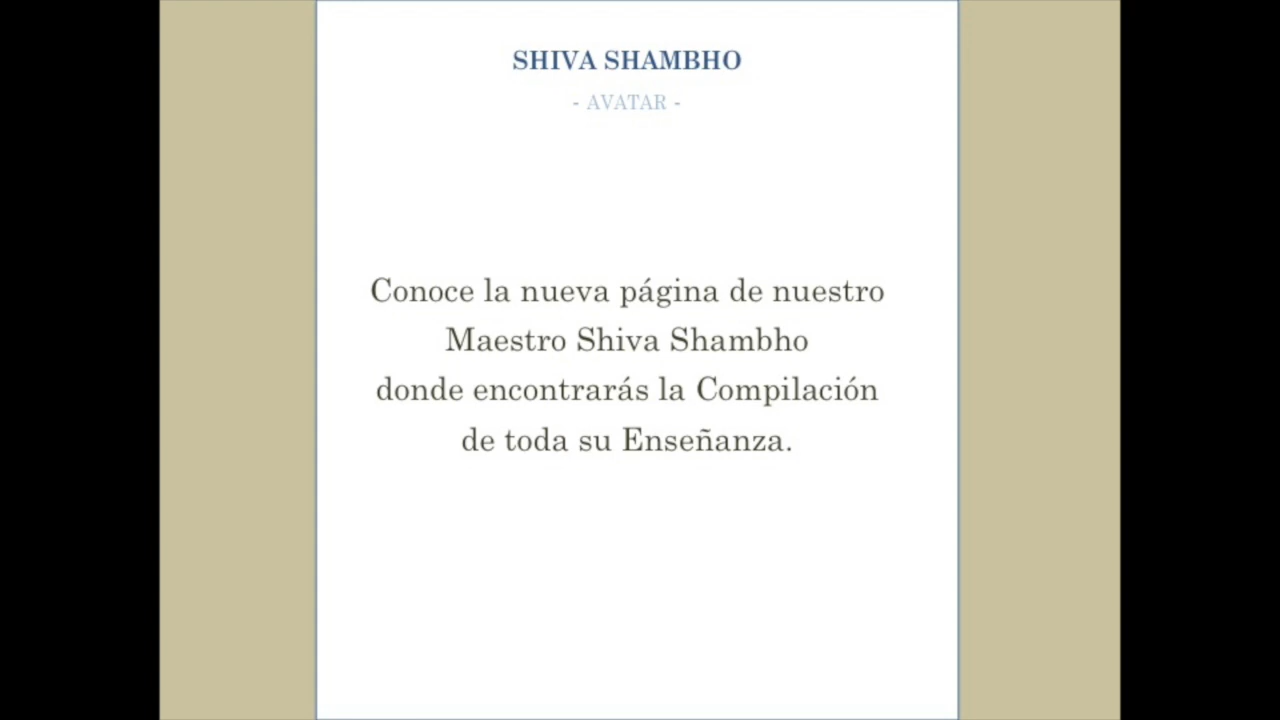 SHIVA SHAMBHO
- AVATAR -
Conoce la nueva página de nuestro
Maestro Shiva Shambho
donde encontrarás la Compilación
de toda su Enseñanza.